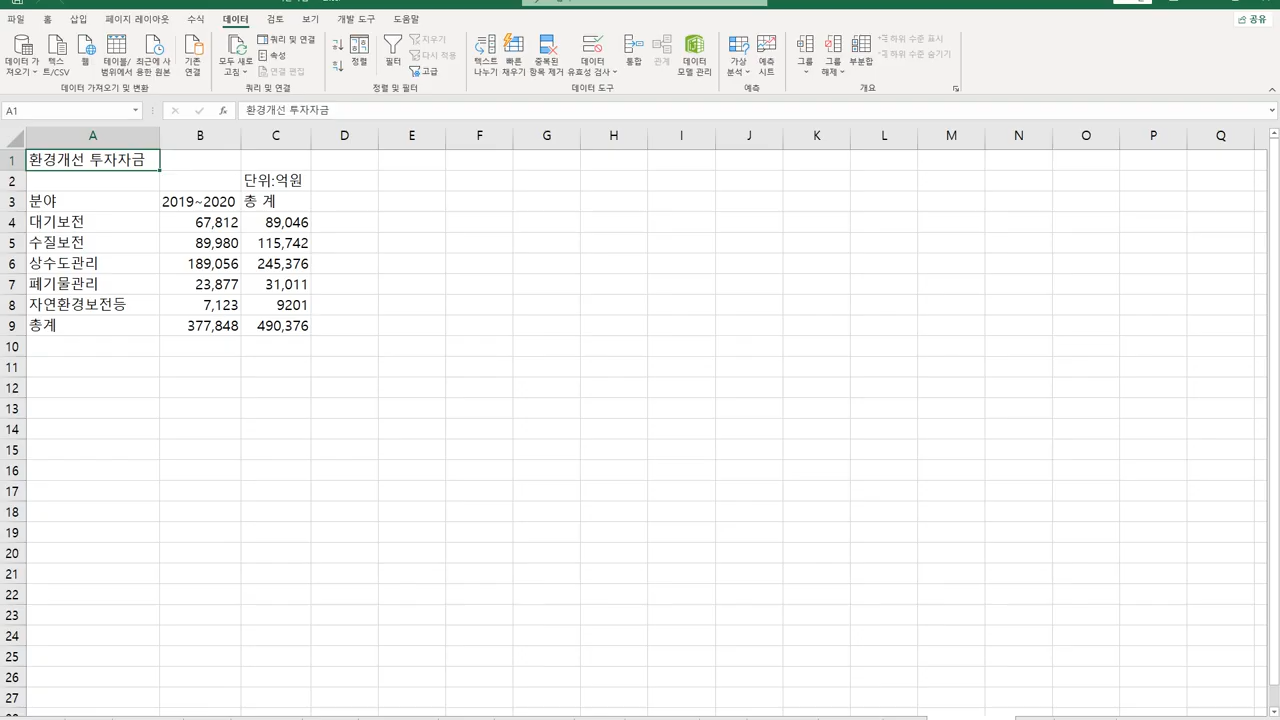 파일 홈 삽입 페이지 레이아웃 수식 데이터 검토 보기 개발 도구 도움말 공유
데이터 가져오기 텍스트/CSV 웹 테이블/범위에서 최근에 사용한 원본 기존 연결
데이터 가져오기 및 변환
모두 새로 고침 쿼리 및 연결
속성
연결 편집
쿼리 및 연결
정렬 필터 지우기
다시 적용
고급
정렬 및 필터
텍스트 나누기 빠른 채우기 중복된 항목 제거 데이터 유효성 검사 통합 관계 데이터 모델 관리
데이터 도구
가상 분석 예측 시트
예측
그룹 그룹 해제 부분합 하위 수준 표시
하위 수준 숨기기
개요
A1 fx 환경개선 투자자금
A B C D E F G H I J K L M N O P Q
1 환경개선 투자자금
2 단위:억원
3 분야 2019~2020 총 계
4 대기보전 67,812 89,046
5 수질보전 89,980 115,742
6 상수도관리 189,056 245,376
7 폐기물관리 23,877 31,011
8 자연환경보전등 7,123 9201
9 총계 377,848 490,376
10
11
12
13
14
15
16
17
18
19
20
21
22
23
24
25
26
27